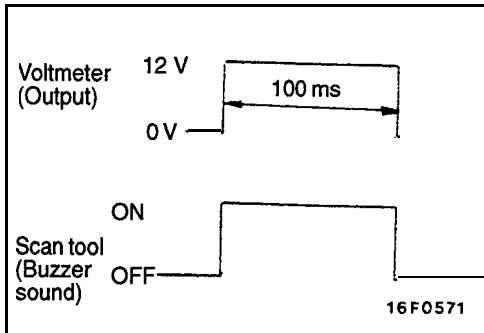 Voltmeter
(Output)
12 V
100 ms
0 V
ON
Scan tool
(Buzzer
sound)
OFF
16F0571